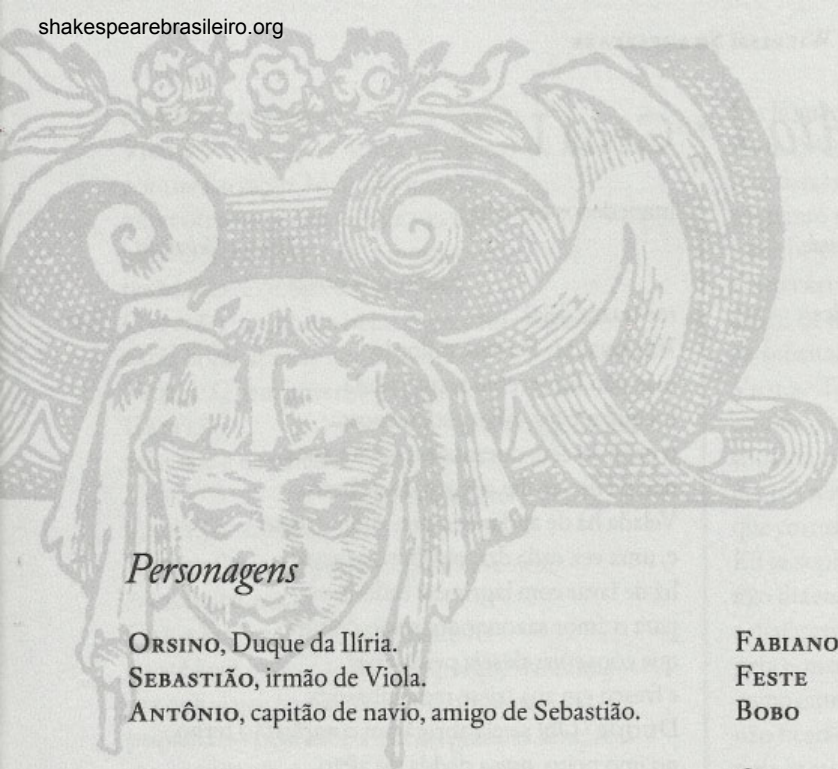 shakespearebrasileiro.org
Personagens
Orsino, Duque da Ilíria.
Sebastião, irmão de Viola.
Antônio, capitão de navio, amigo de Sebastião.
Fabiano
Feste
Bobo